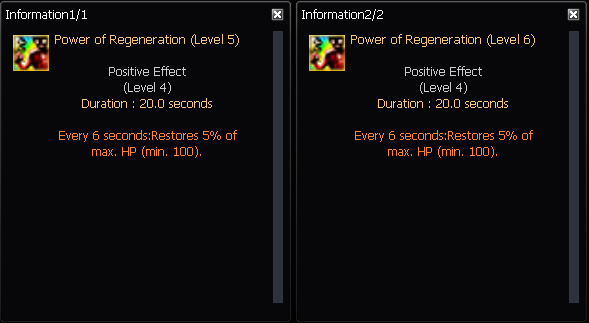 Information1/1
Power of Regeneration (Level 5)
Positive Effect
(Level 4)
Duration : 20.0 seconds
Every 6 seconds:Restores 5% of
max. HP (min. 100).
Information2/2
Power of Regeneration (Level 6)
Positive Effect
(Level 4)
Duration : 20.0 seconds
Every 6 seconds:Restores 5% of
max. HP (min. 100).